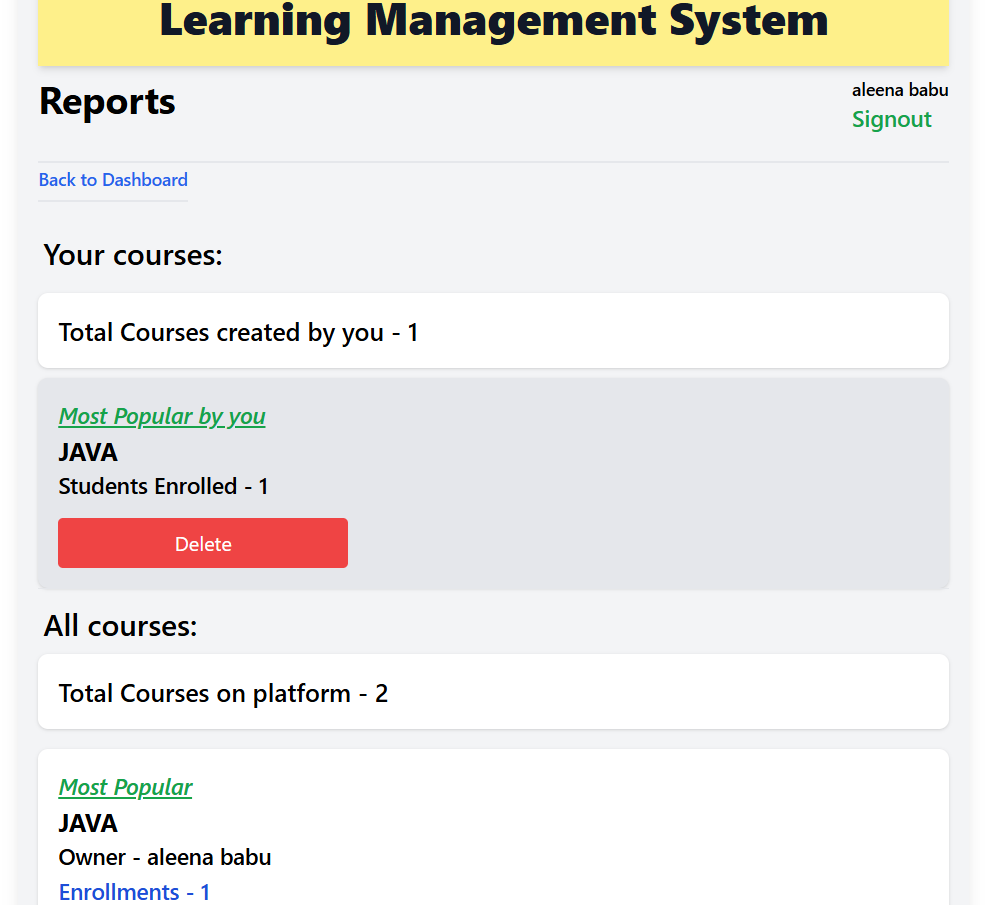 Learning Management System
Reports
aleena babu
Signout
Back to Dashboard
Your courses:
Total Courses created by you - 1
Most Popular by you
JAVA
Students Enrolled - 1
Delete
All courses:
Total Courses on platform - 2
Most Popular
JAVA
Owner - aleena babu
Enrollments - 1